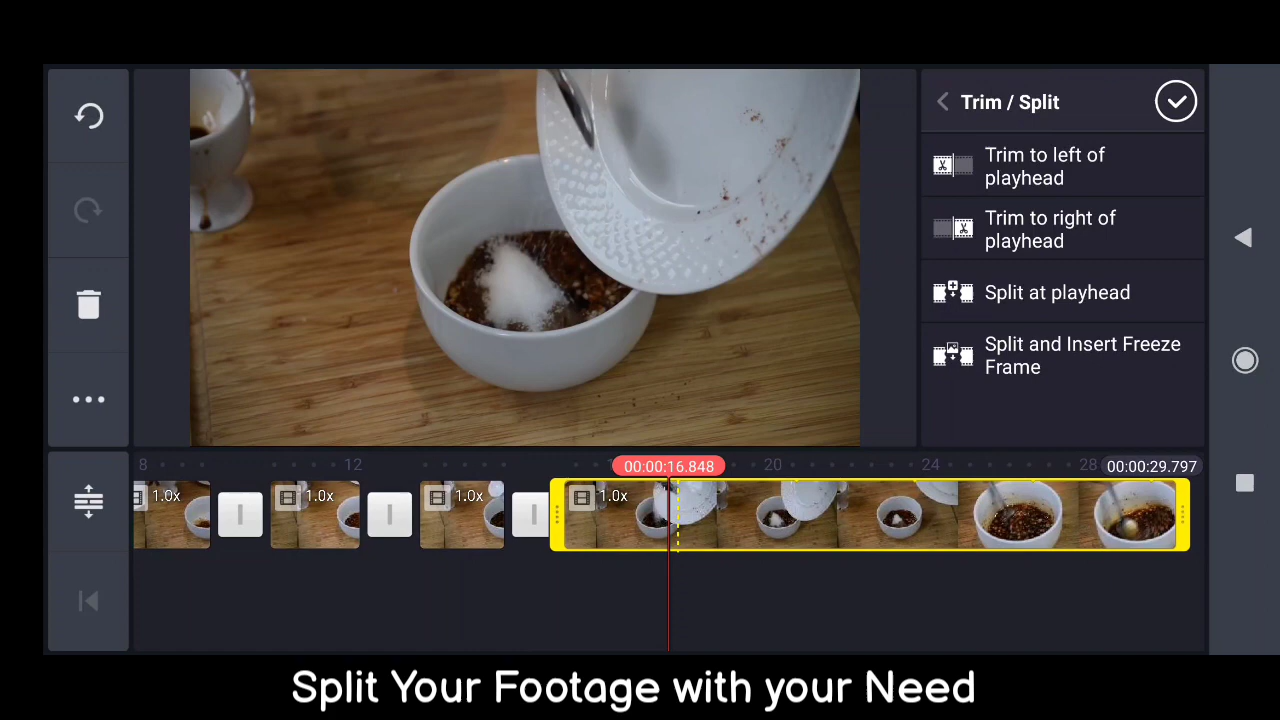 Trim / Split
Trim to left of
playhead
Trim to right of
playhead
Split at playhead
Split and Insert Freeze
Frame
8
12
00:00:16.848
20
24
28
00:00:29.797
1.0x
1.0x
1.0x
1.0x
Split Your Footage with your Need